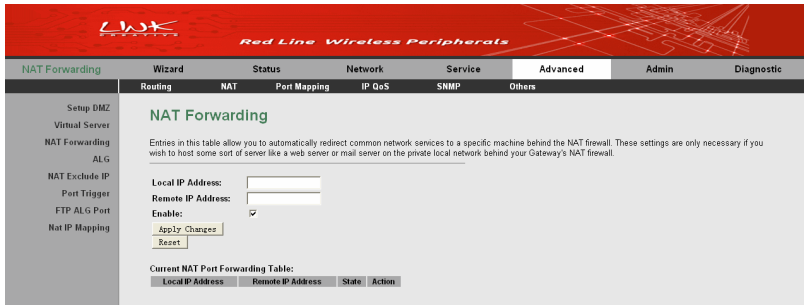 LINK
CREATIVE
Red Line Wireless Peripherals
NAT Forwarding Wizard Status Network Service Advanced Admin Diagnostic
Routing NAT Port Mapping IP QoS SNMP Others
Setup DMZ
Virtual Server
NAT Forwarding
ALG
NAT Exclude IP
Port Trigger
FTP ALG Port
Nat IP Mapping
NAT Forwarding
Entries in this table allow you to automatically redirect common network services to a specific machine behind the NAT firewall. These settings are only necessary if you
wish to host some sort of server like a web server or mail server on the private local network behind your Gateway's NAT firewall.
Local IP Address:
Remote IP Address:
Enable:
Apply Changes
Reset
Current NAT Port Forwarding Table:
Local IP Address Remote IP Address State Action